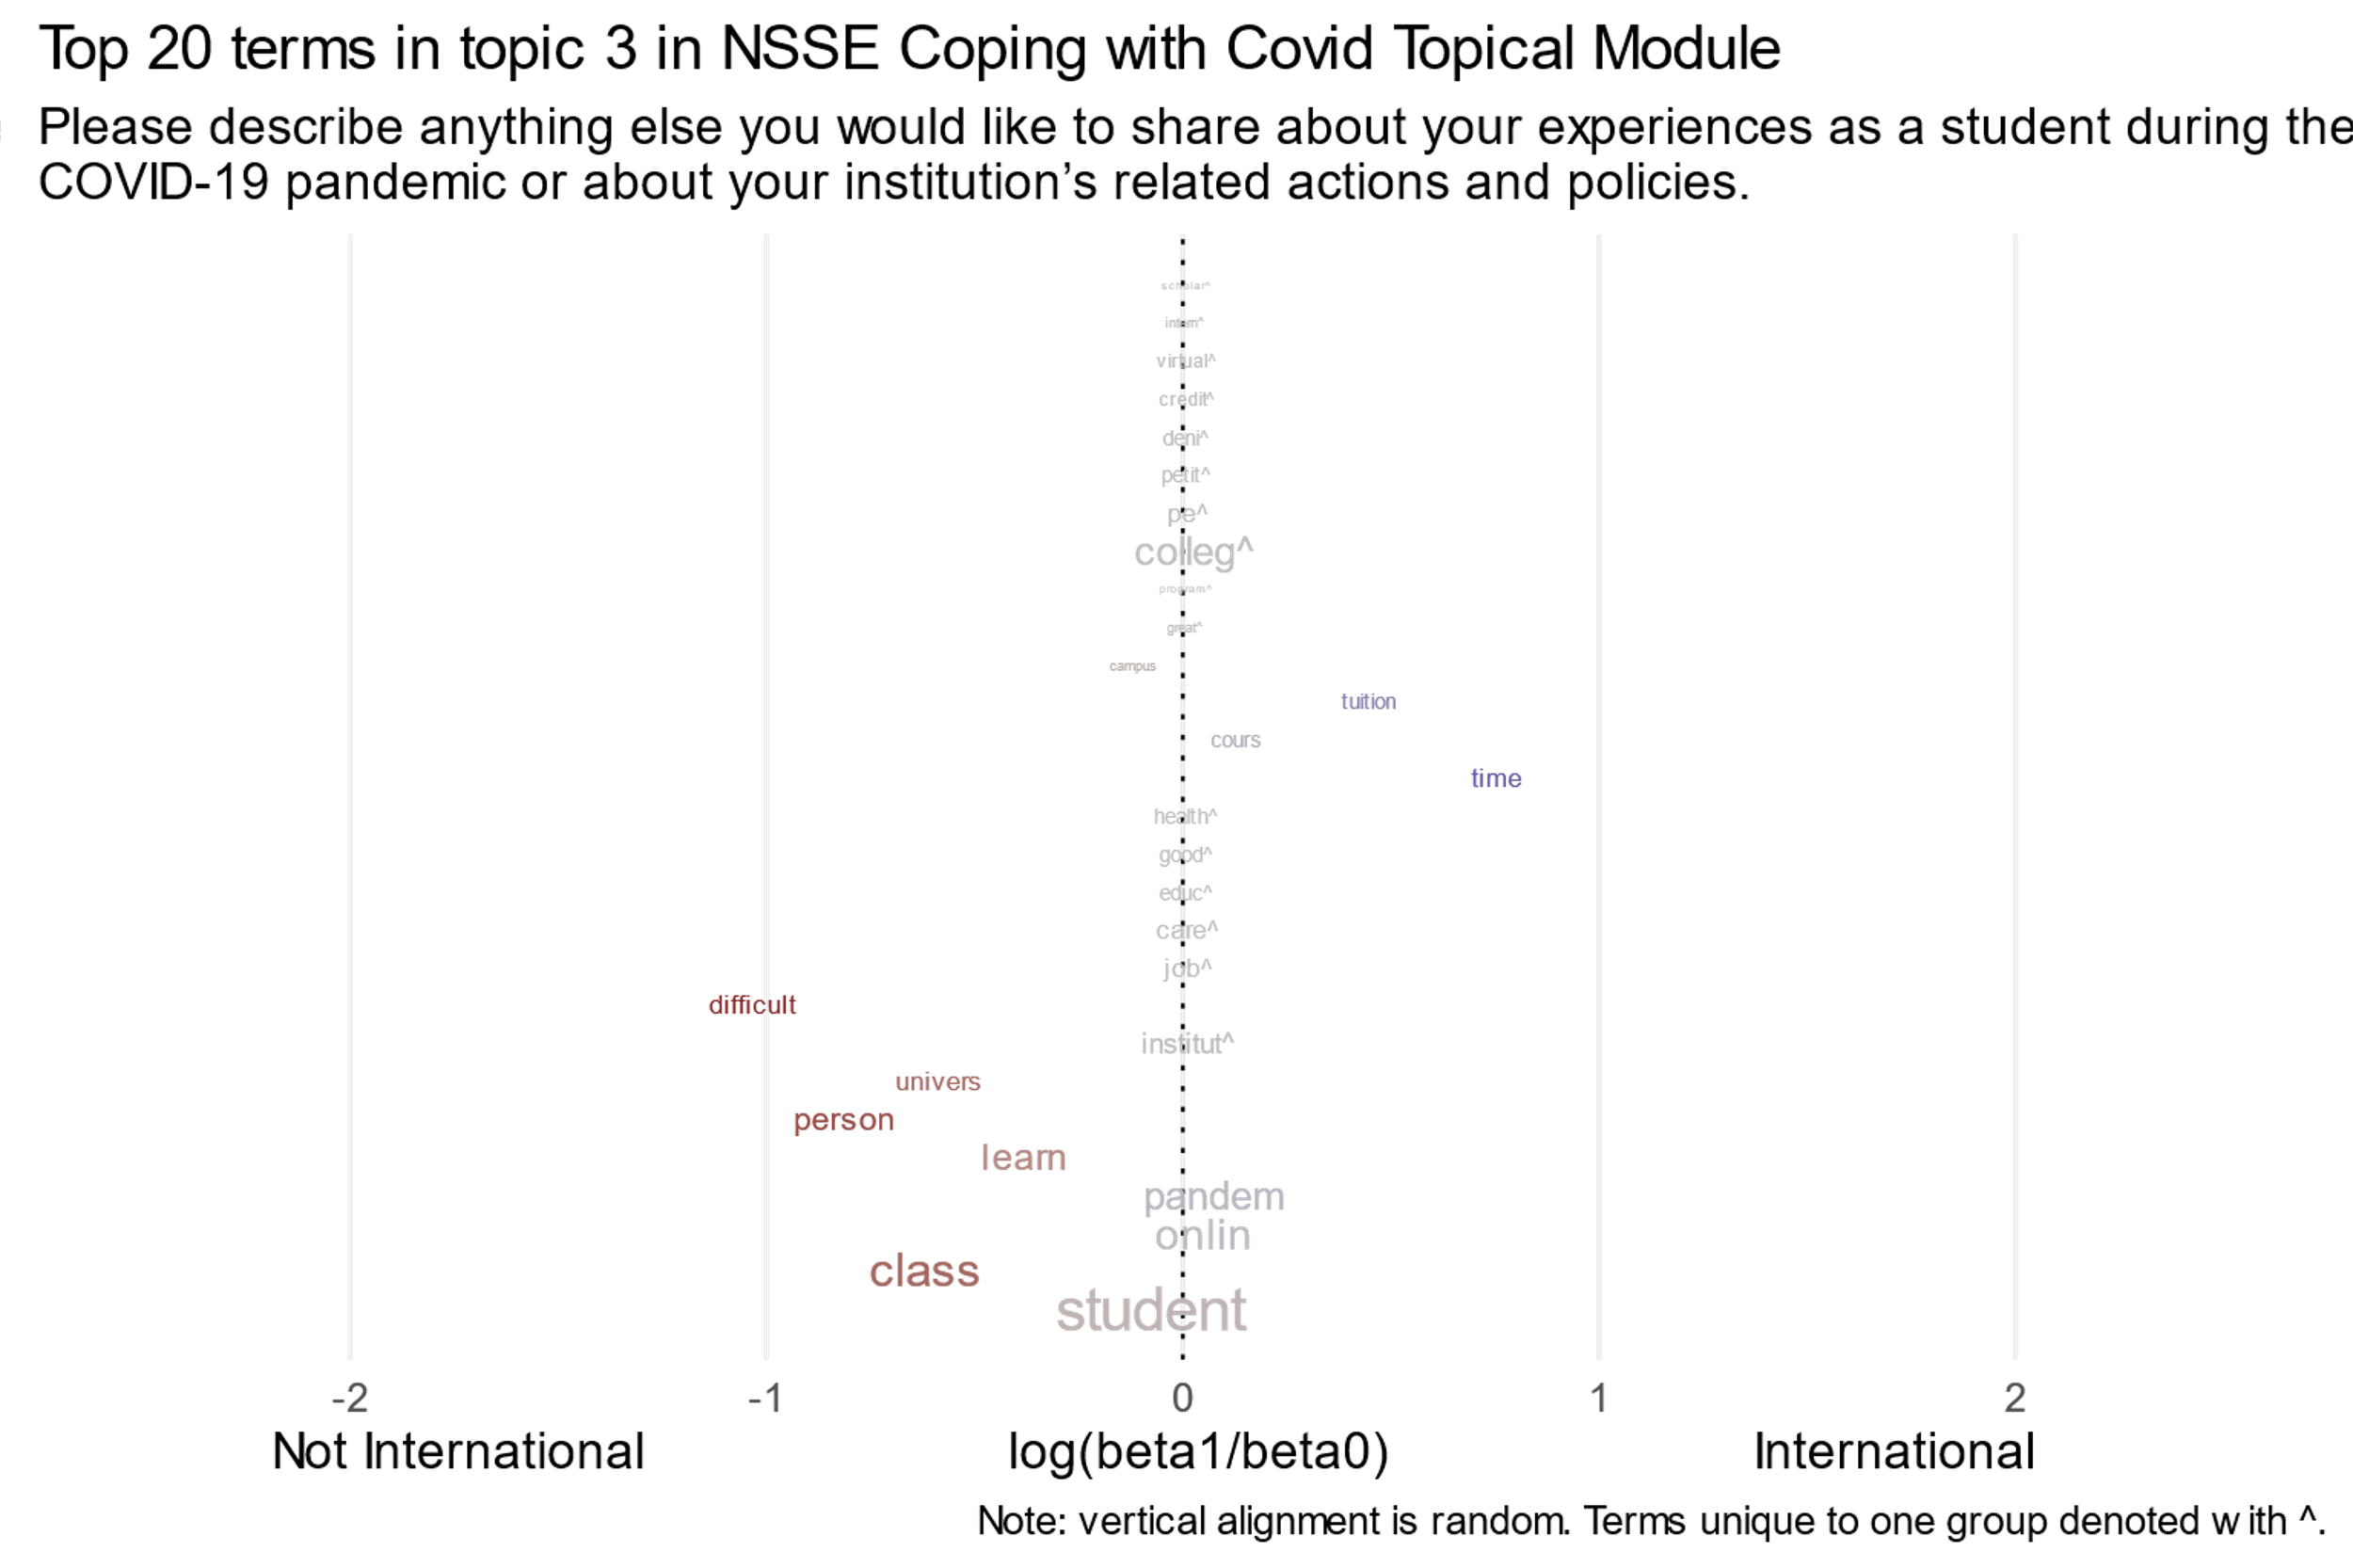 Top 20 terms in topic 3 in NSSE Coping with Covid Topical Module
Please describe anything else you would like to share about your experiences as a student during the
COVID-19 pandemic or about your institution’s related actions and policies.
scholar^
intern^
virtual^
credit^
deni^
petit^
pe^
colleg^
program^
great^
campus
tuition
cours
time
health^
good^
educ^
care^
job^
difficult
institut^
univers
person
learn
pandem
onlin
class
student
-2 -1 0 1 2
Not International log(beta1/beta0) International
Note: vertical alignment is random. Terms unique to one group denoted with ^.